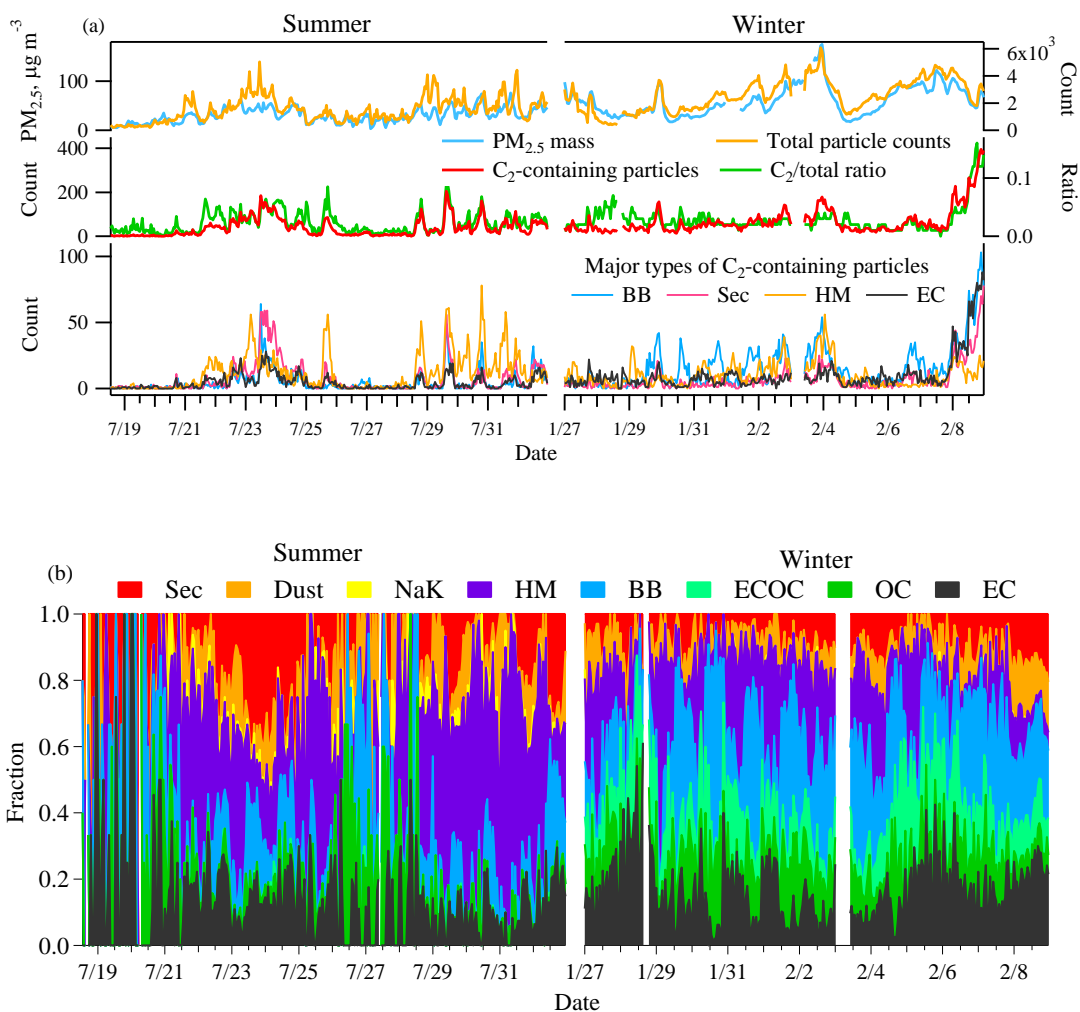 (a) Summer Winter
PM2.5, µg m-3
100
0
6x10³
4
2
0
Count
PM2.5 mass Total particle counts
C2-containing particles C2/total ratio
Count
400
200
0
0.1
0.0
Ratio
Major types of C2-containing particles
BB Sec HM EC
Count
100
50
0
7/19 7/21 7/23 7/25 7/27 7/29 7/31 1/27 1/29 1/31 2/2 2/4 2/6 2/8
Date
(b) Summer Winter
Sec Dust NaK HM BB ECOC OC EC
Fraction
1.0
0.8
0.6
0.4
0.2
0.0
7/19 7/21 7/23 7/25 7/27 7/29 7/31 1/27 1/29 1/31 2/2 2/4 2/6 2/8
Date